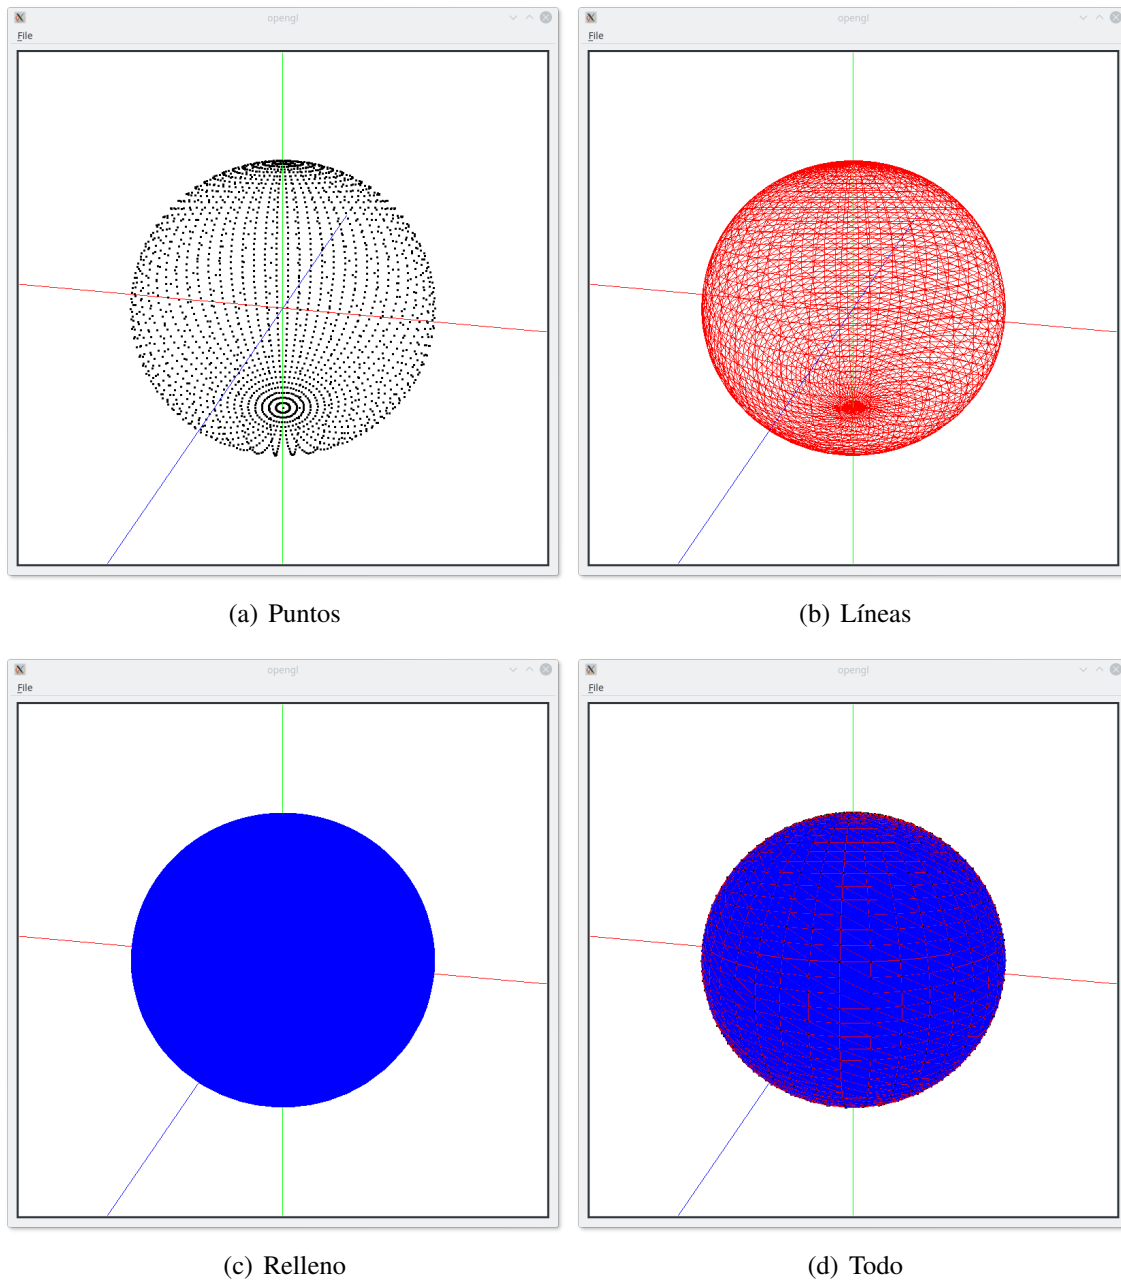 opengl
File
opengl
File
(a) Puntos
(b) Líneas
opengl
File
opengl
File
(c) Relleno
(d) Todo